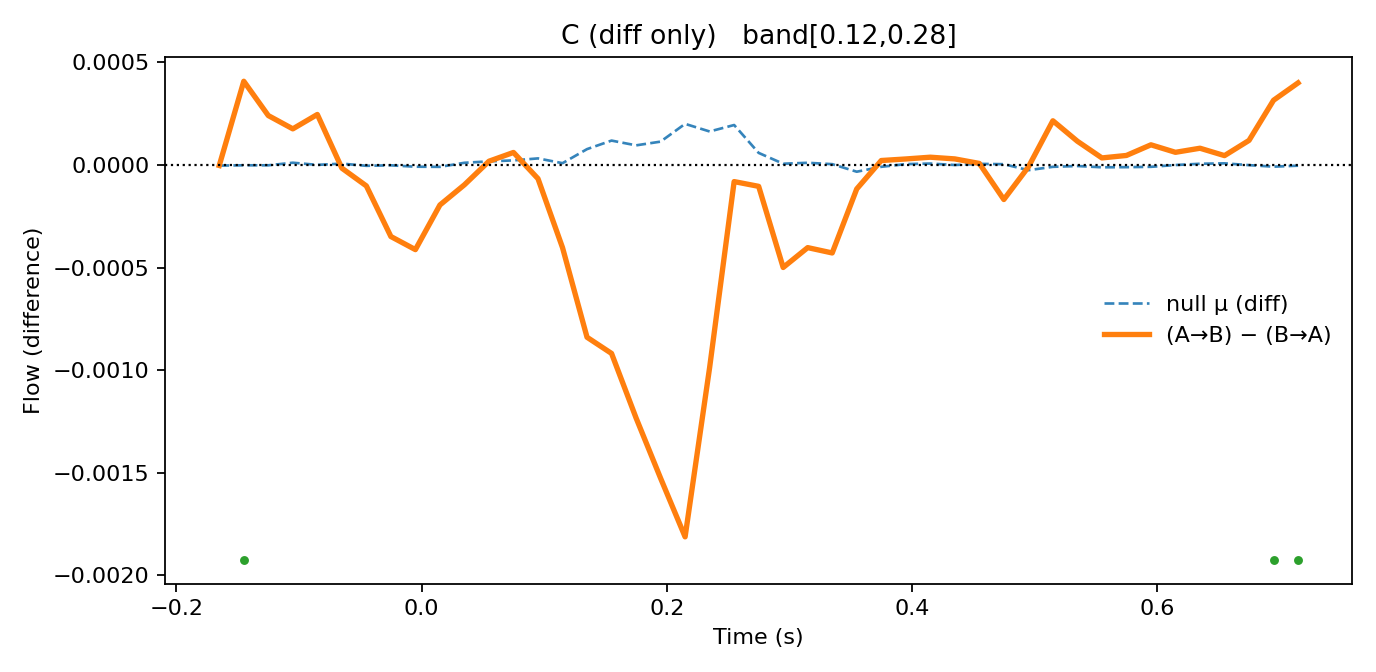 C (diff only)   band[0.12,0.28]
0.0005
0.0000
−0.0005
−0.0010
−0.0015
−0.0020
Flow (difference)
null μ (diff)
(A→B) − (B→A)
−0.2
0.0
0.2
0.4
0.6
Time (s)